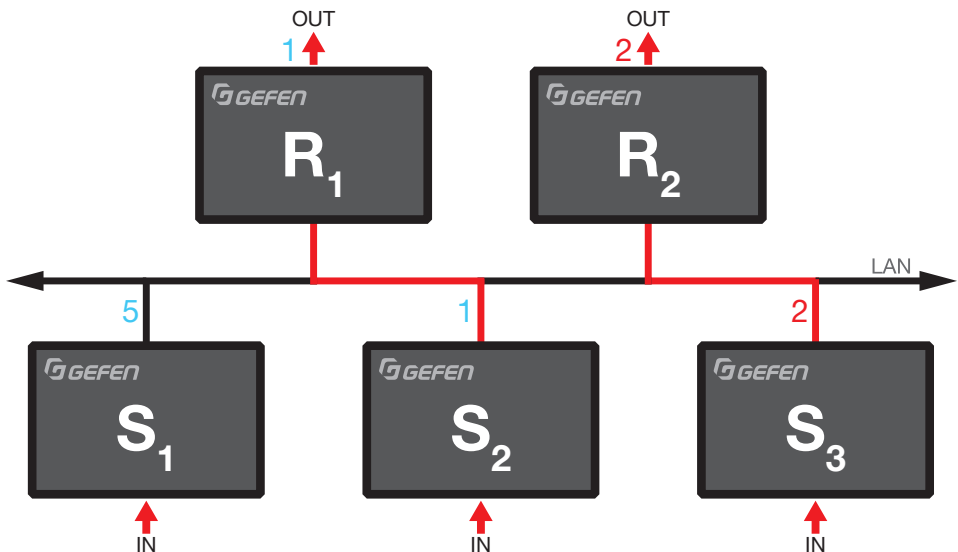 OUT OUT
1 2
GEFEN GEFEN
R1 R2
LAN
5 1 2
GEFEN GEFEN GEFEN
S1 S2 S3
IN IN IN